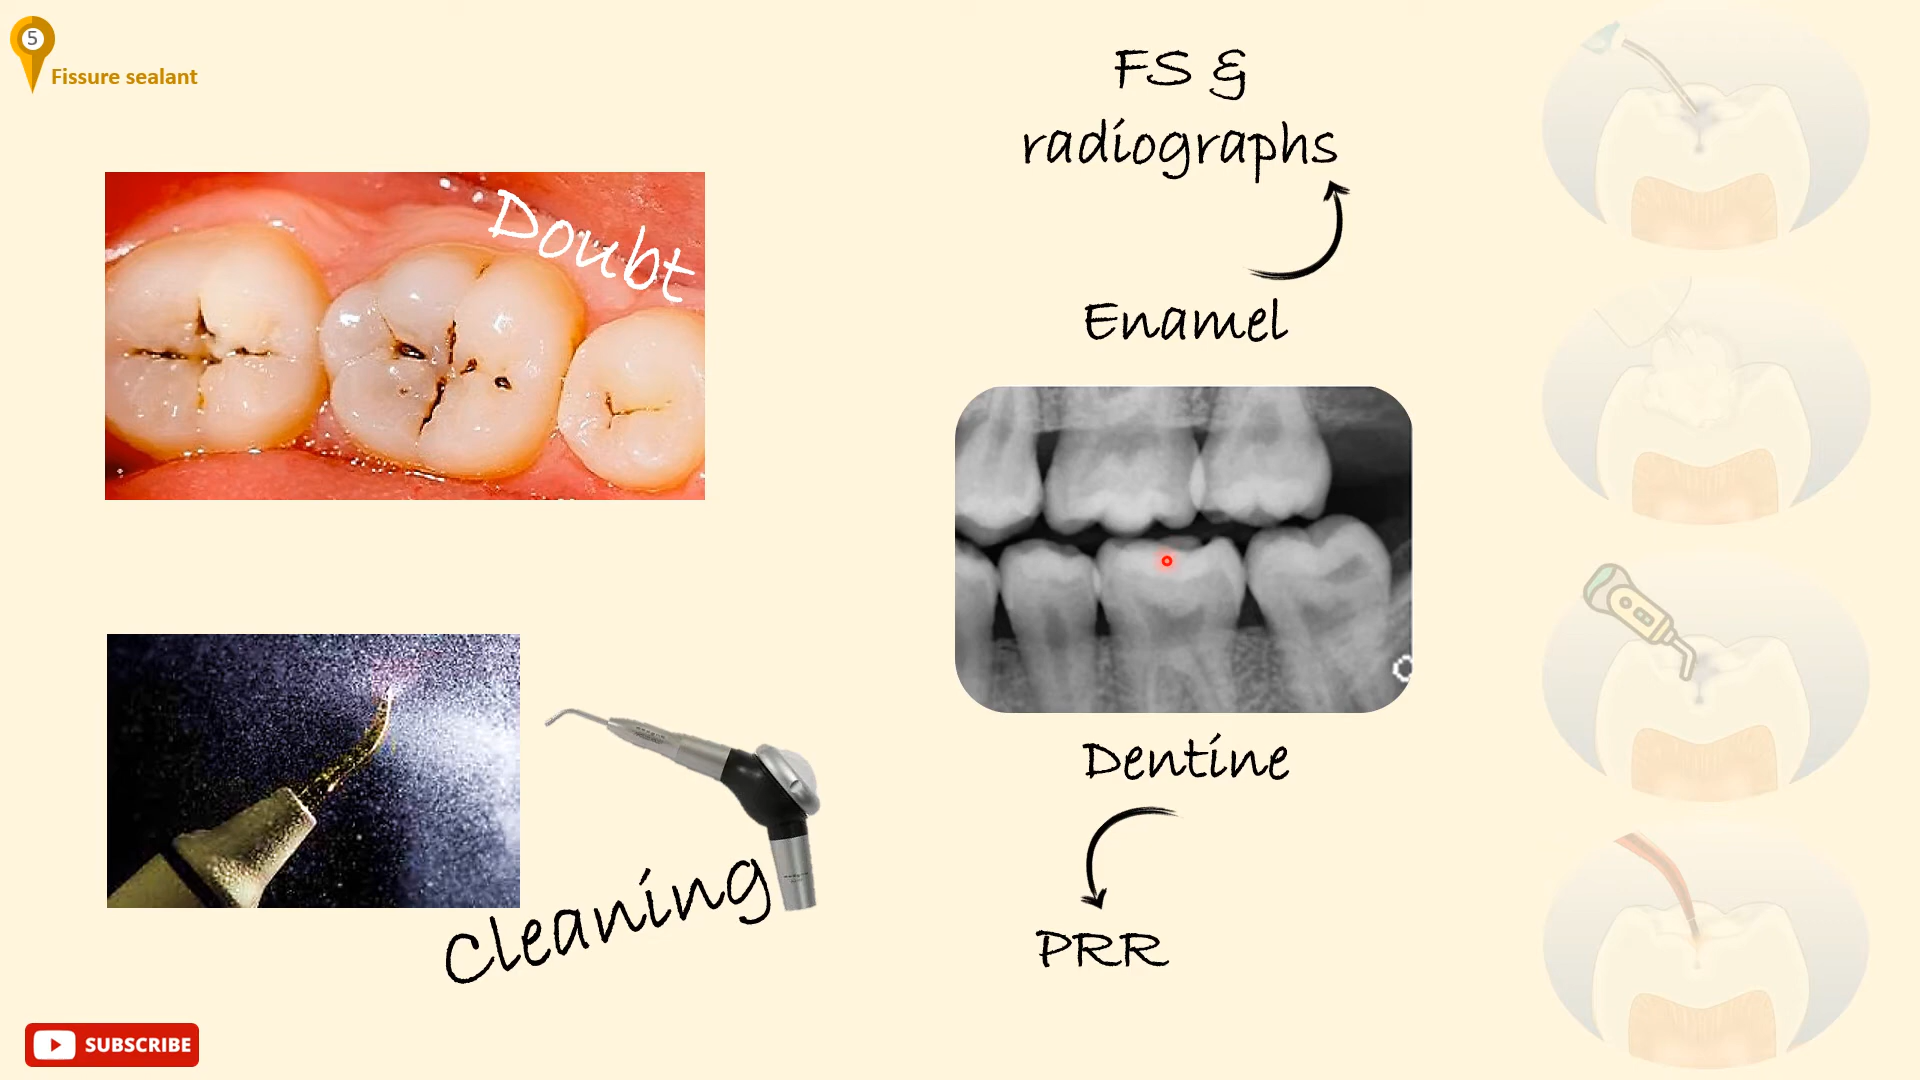 5
Fissure sealant
Doubt
Cleaning
FS &
radiographs
Enamel
Dentine
PRR
SUBSCRIBE